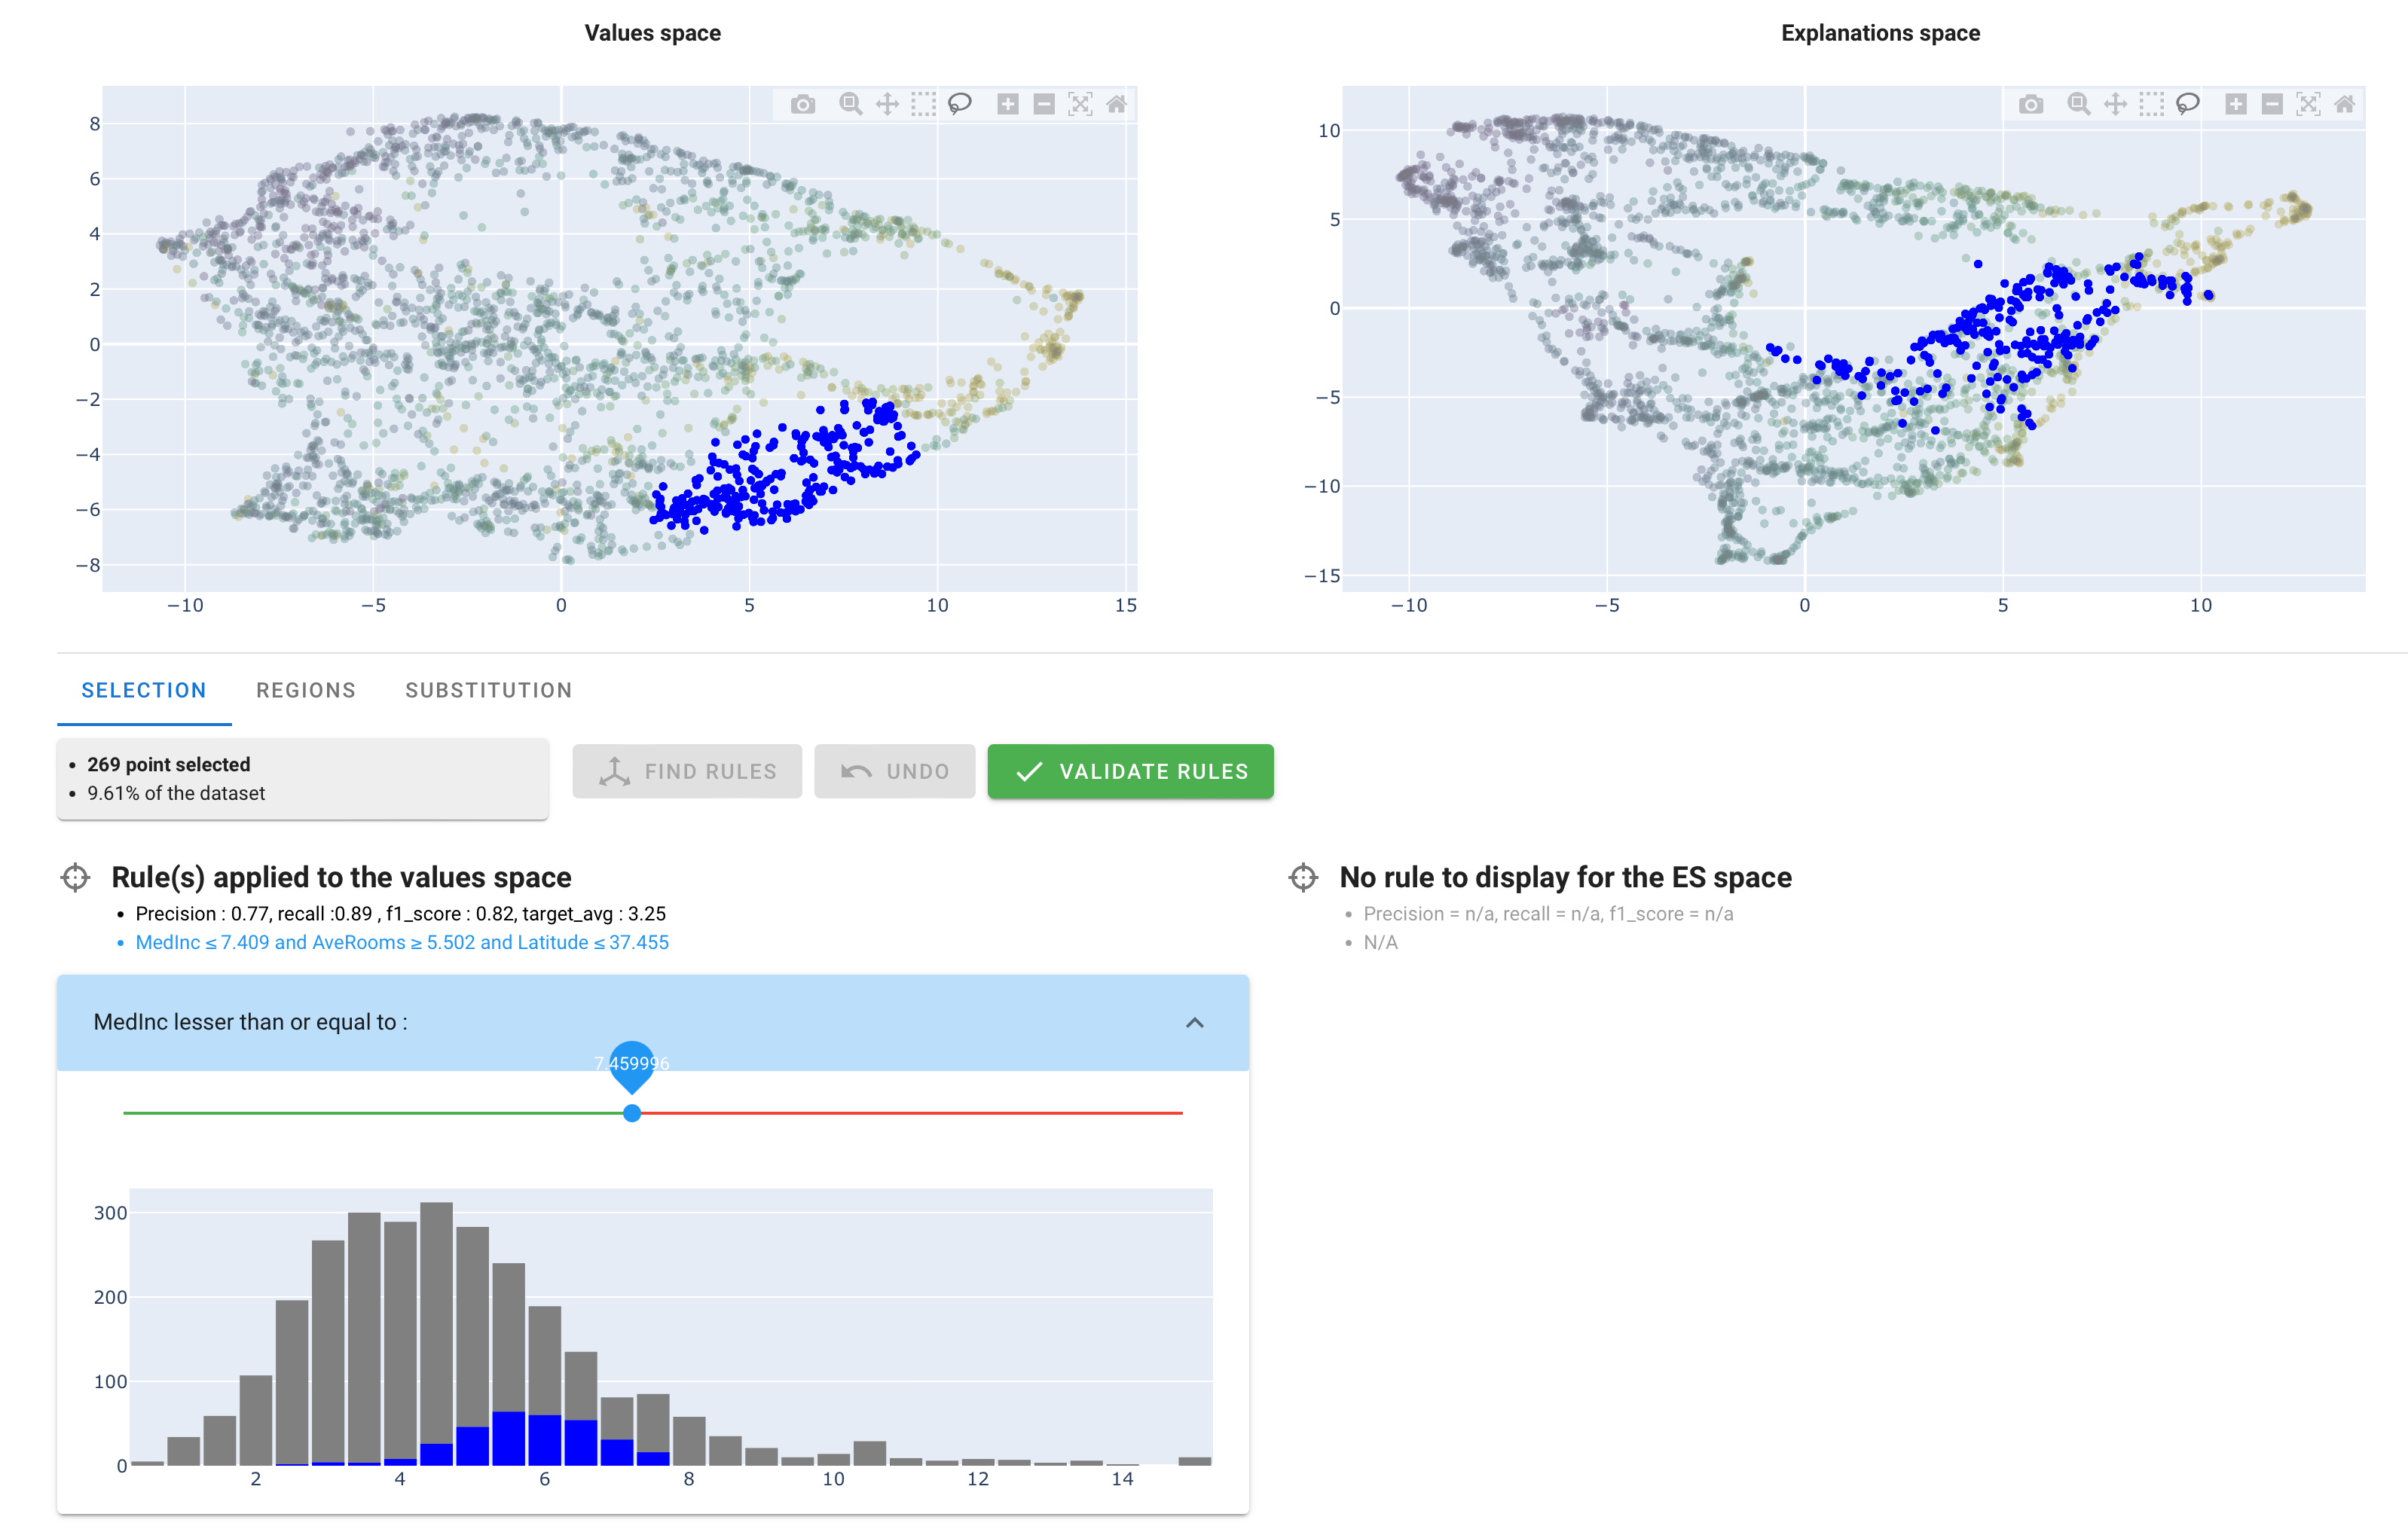 Values space
Explanations space
8
6
4
2
0
−2
−4
−6
−8
−10
−5
0
5
10
15
10
5
0
−5
−10
−15
−10
−5
0
5
10
SELECTION REGIONS SUBSTITUTION
• 269 point selected
• 9.61% of the dataset
FIND RULES UNDO VALIDATE RULES
Rule(s) applied to the values space
• Precision : 0.77, recall :0.89 , f1_score : 0.82, target_avg : 3.25
• MedInc ≤ 7.409 and AveRooms ≥ 5.502 and Latitude ≤ 37.455
No rule to display for the ES space
• Precision = n/a, recall = n/a, f1_score = n/a
• N/A
MedInc lesser than or equal to :
7.459996
300
200
100
0
2
4
6
8
10
12
14